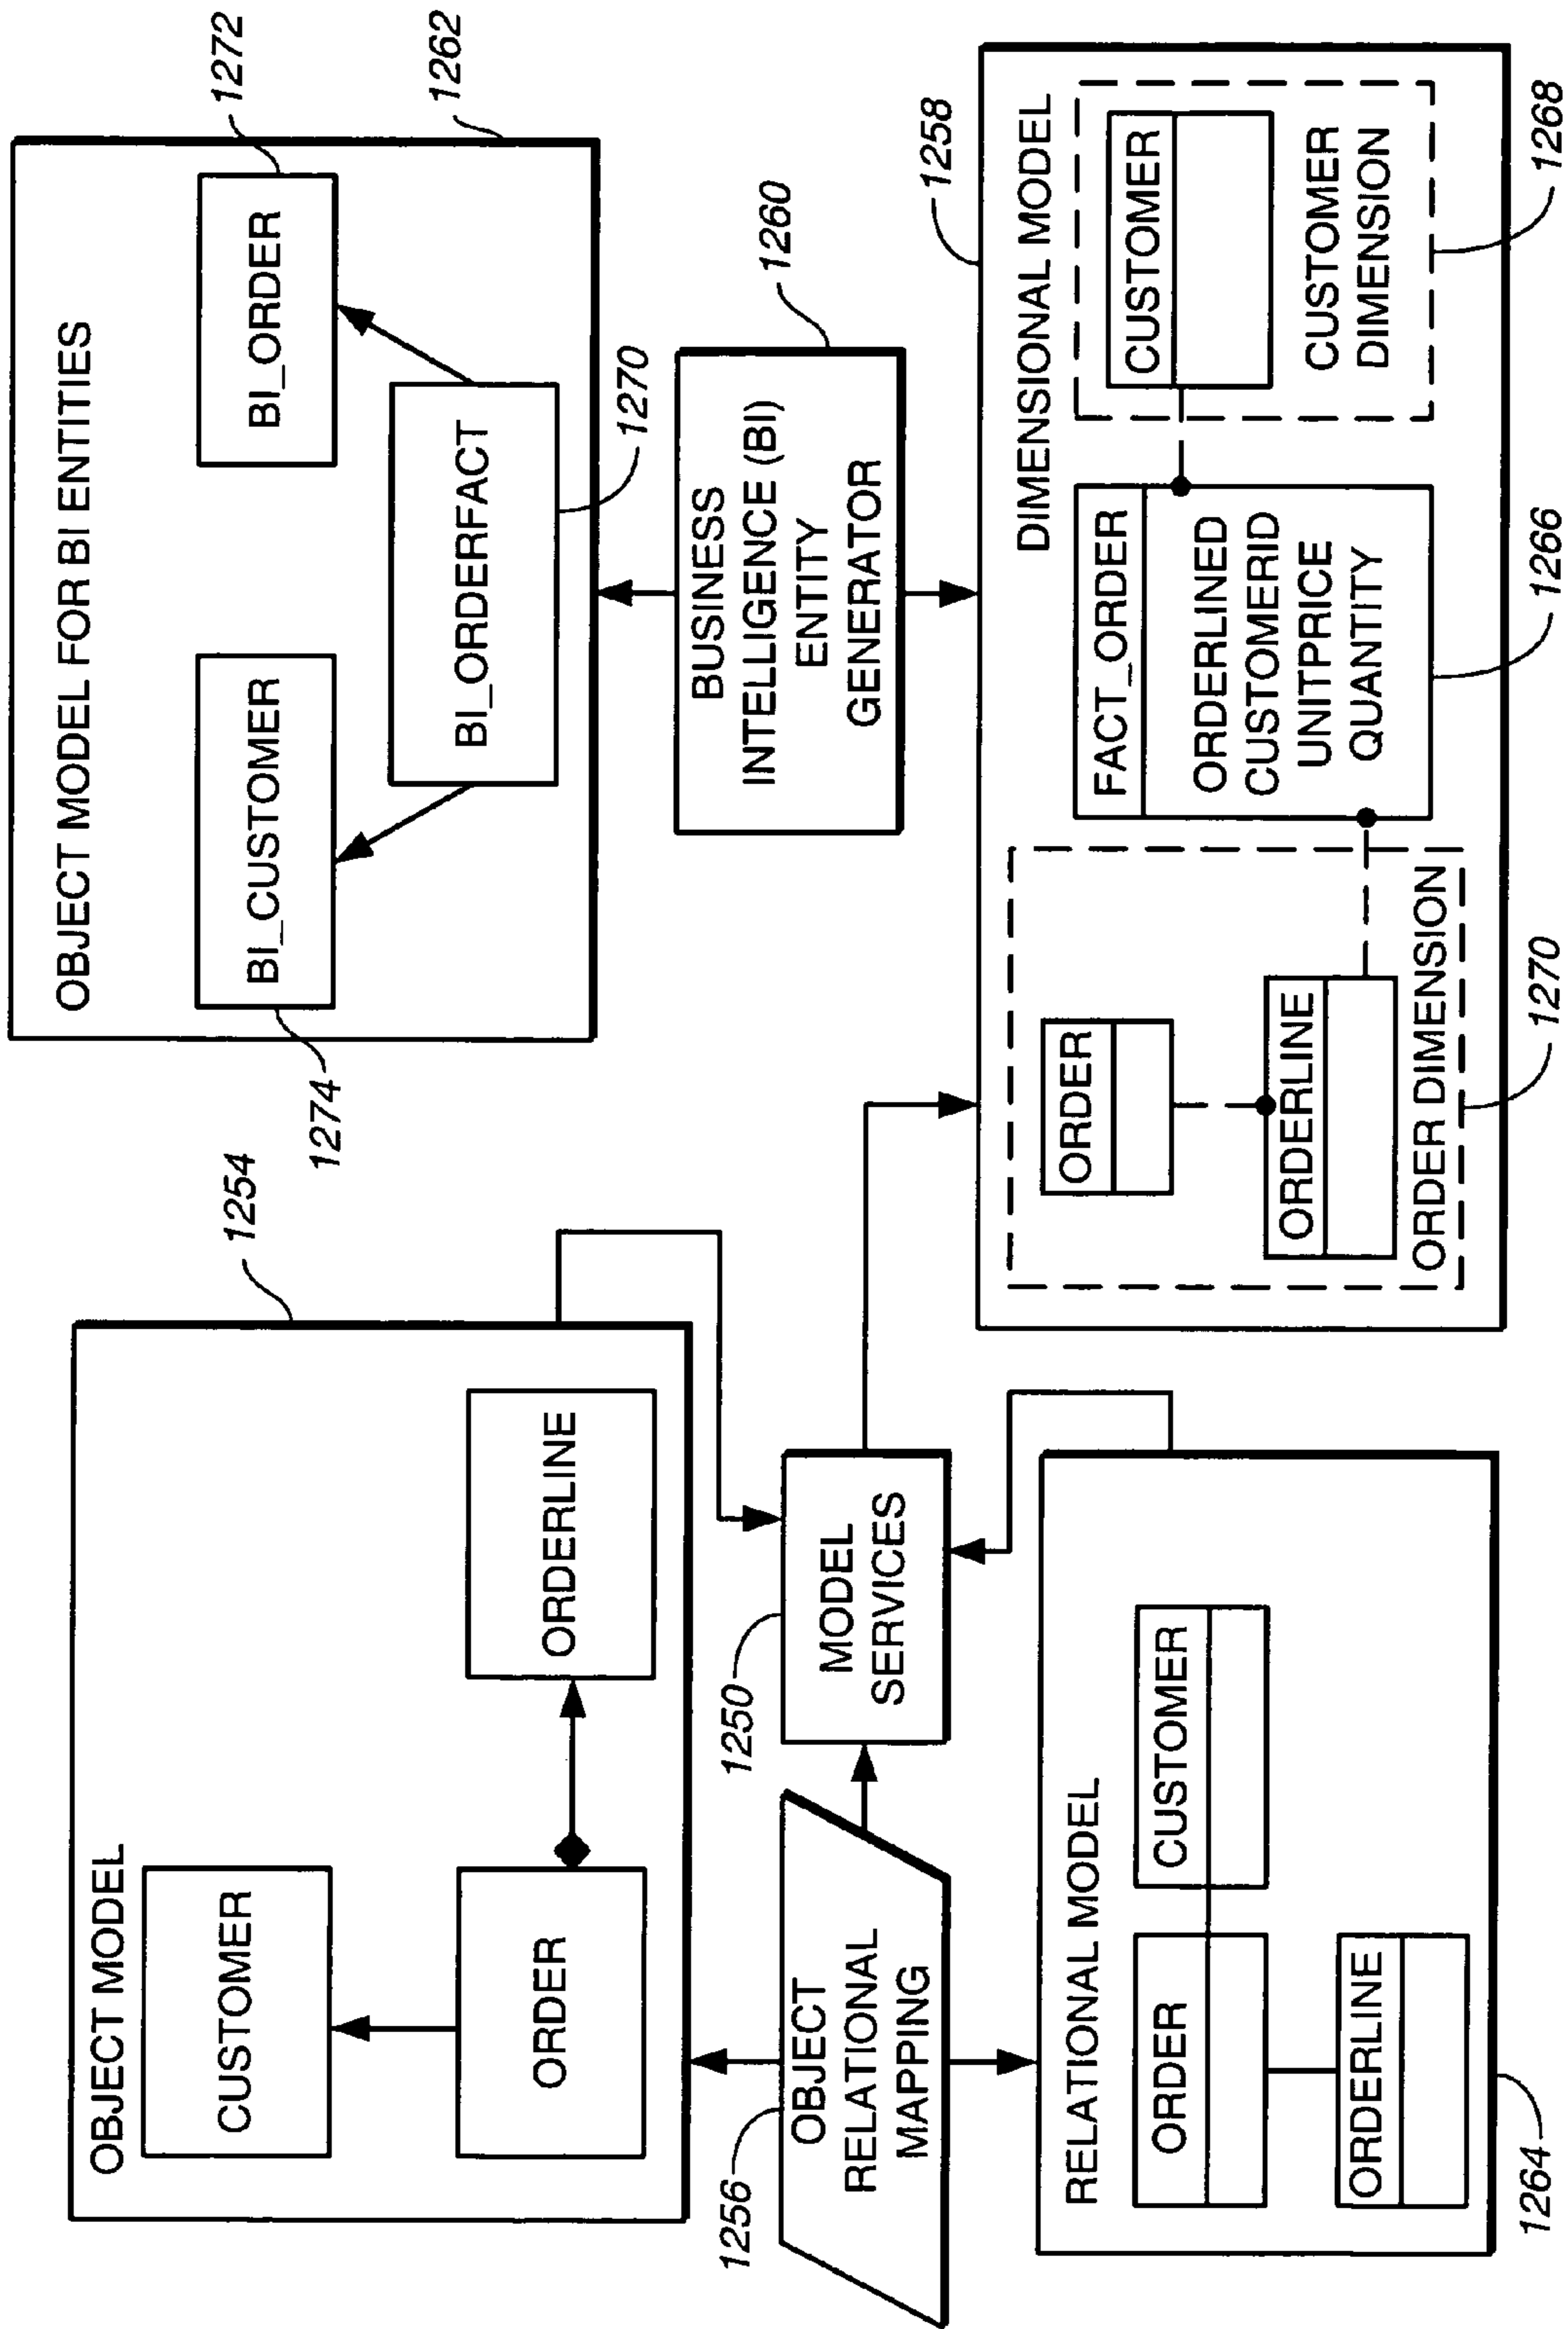 OBJECT MODEL
1254
CUSTOMER
ORDER
ORDERLINE
OBJECT MODEL FOR BI ENTITIES
1274
BI_CUSTOMER
BI_ORDER
1272
1262
BI_ORDERFACT
1270
1256
OBJECT
RELATIONAL
MAPPING
1250
MODEL
SERVICES
BUSINESS
INTELLIGENCE (BI)
ENTITY
GENERATOR
1260
RELATIONAL MODEL
ORDER
CUSTOMER
ORDERLINE
1264
1258
DIMENSIONAL MODEL
ORDER
ORDERLINE
ORDER DIMENSION
1270
FACT_ORDER
ORDERLINED
CUSTOMERID
UNITPRICE
QUANTITY
1266
CUSTOMER
CUSTOMER
DIMENSION
1268